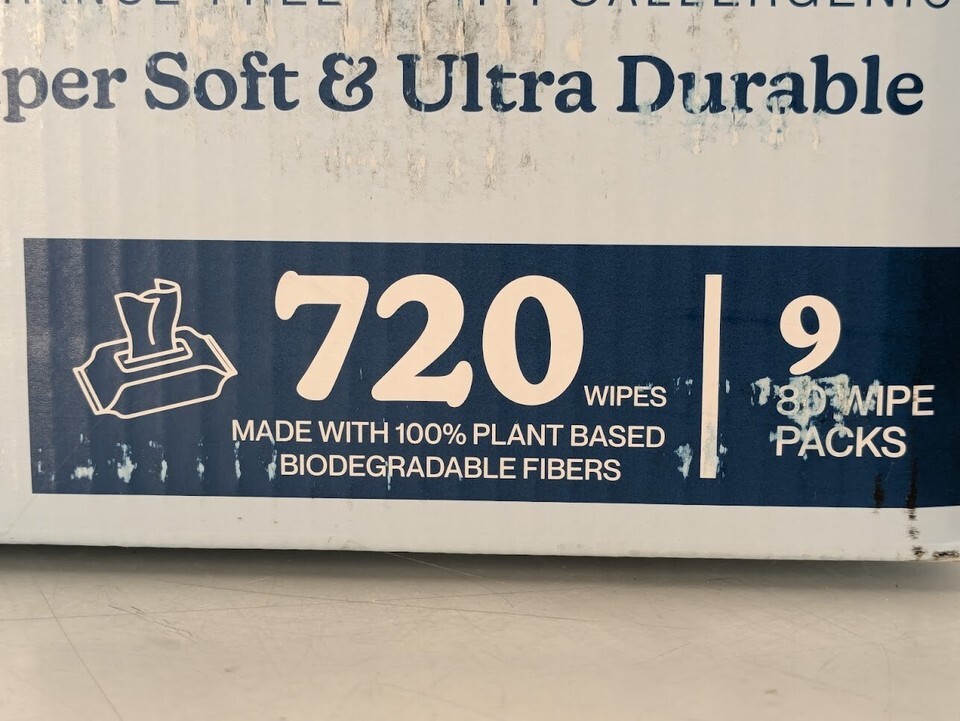 per Soft & Ultra Durable
720 WIPES
MADE WITH 100% PLANT BASED
BIODEGRADABLE FIBERS
9
80 WIPE
PACKS